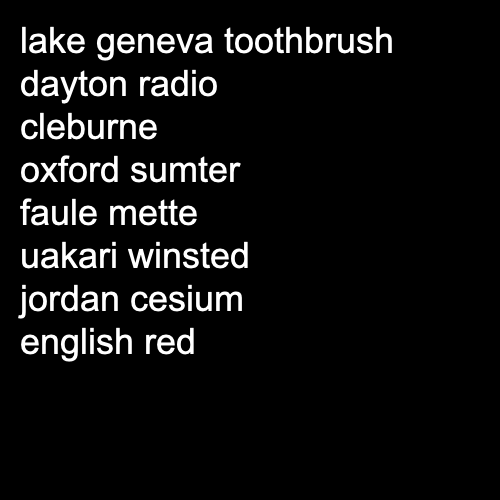 lake geneva toothbrush
dayton radio
cleburne
oxford sumter
faule mette
uakari winsted
jordan cesium
english red